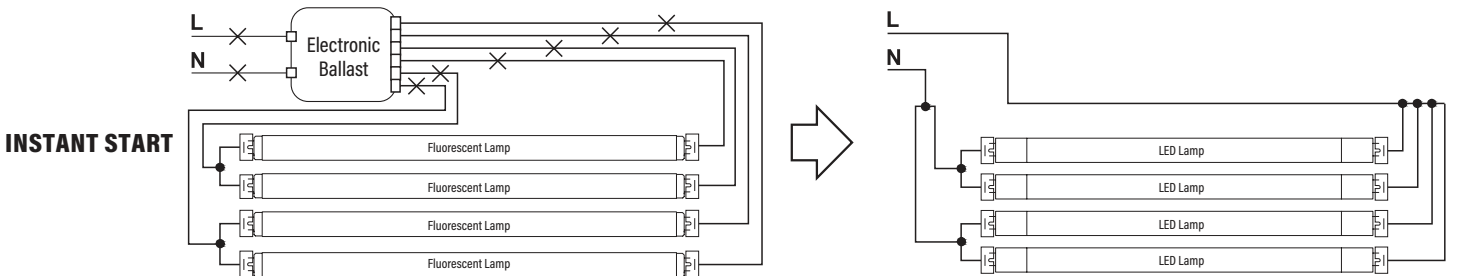 L
N
Electronic
Ballast
INSTANT START
Fluorescent Lamp
Fluorescent Lamp
Fluorescent Lamp
Fluorescent Lamp
L
N
LED Lamp
LED Lamp
LED Lamp
LED Lamp